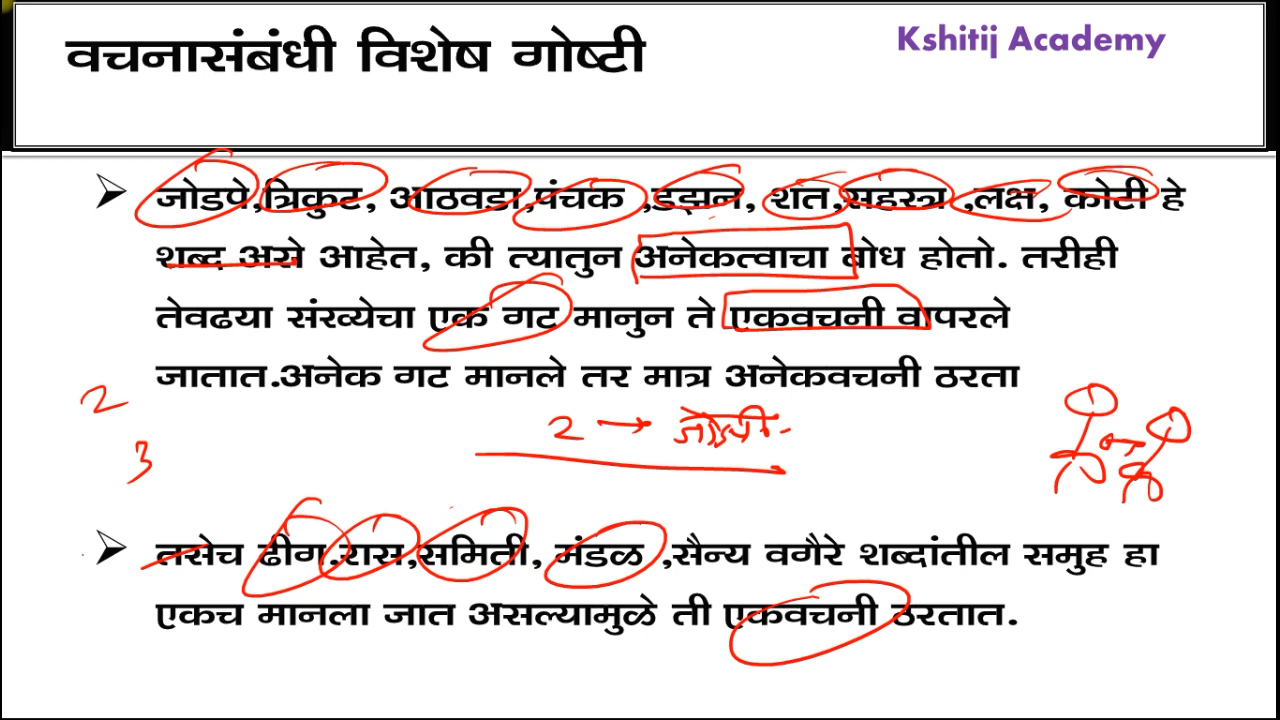 वचनासंबंधी विशेष गोष्टी
Kshitij Academy
जोडपे,त्रिकुट, आठवडा,पंचक ,डझन, शत,सहस्त्र ,लक्ष, कोटी हे
शब्द असे आहेत, की त्यातुन अनेकत्वाचा बोध होतो. तरीही
तेवढया संख्येचा एक गट मानुन ते एकवचनी वापरले
जातात.अनेक गट मानले तर मात्र अनेकवचनी ठरता
2
2 →
3
तसेच ढीग,रास,समिती, मंडळ ,सैन्य वगैरे शब्दांतील समुह हा
एकच मानला जात असल्यामुळे ती एकवचनी ठरतात.